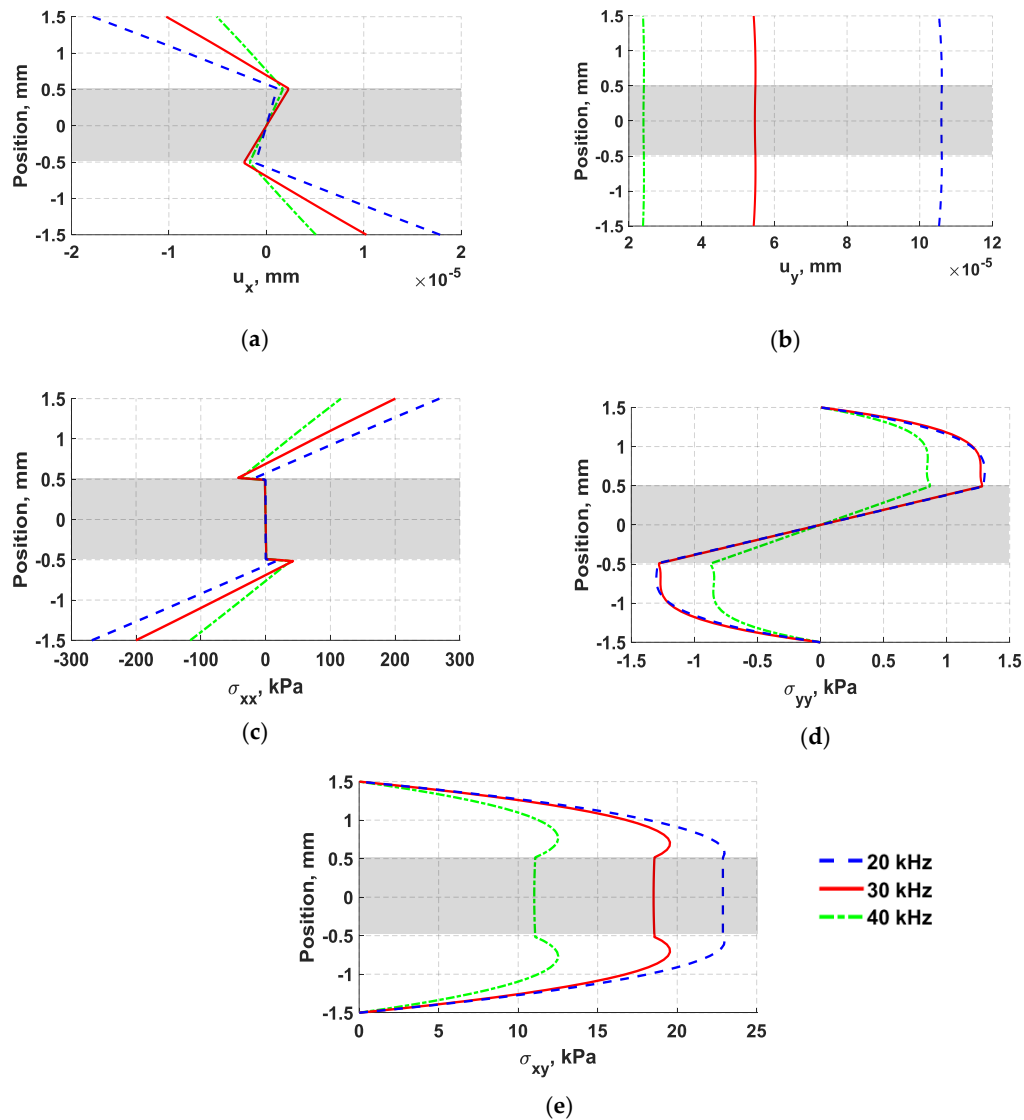 1.5
1
0.5
0
-0.5
-1
-1.5
Position, mm
-2 -1 0 1 2
u_x, mm
×10^-5
(a)
1.5
1
0.5
0
-0.5
-1
-1.5
Position, mm
2 4 6 8 10 12
u_y, mm
×10^-5
(b)
1.5
1
0.5
0
-0.5
-1
-1.5
Position, mm
-300 -200 -100 0 100 200 300
σ_xx, kPa
(c)
1.5
1
0.5
0
-0.5
-1
-1.5
Position, mm
-1.5 -1 -0.5 0 0.5 1 1.5
σ_yy, kPa
(d)
1.5
1
0.5
0
-0.5
-1
-1.5
Position, mm
0 5 10 15 20 25
σ_xy, kPa
(e)
20 kHz
30 kHz
40 kHz